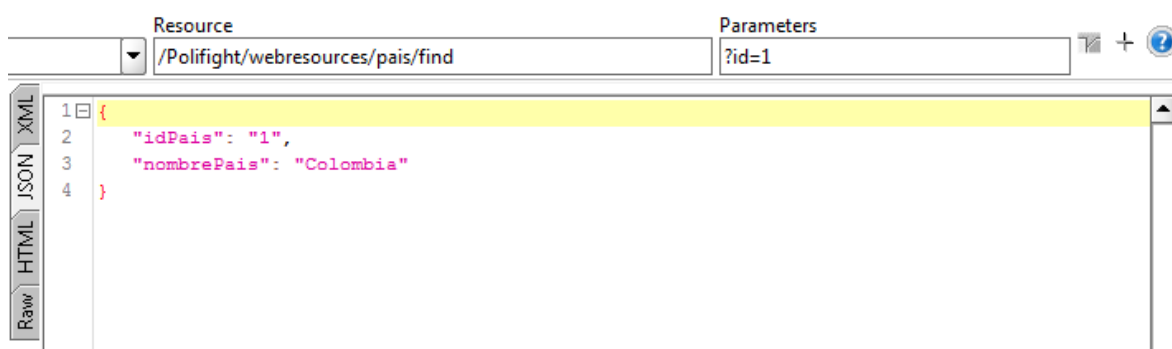 Resource Parameters
/Polifight/webresources/pais/find ?id=1
XML
JSON
HTML
Raw
1 {
2 "idPais": "1",
3 "nombrePais": "Colombia"
4 }